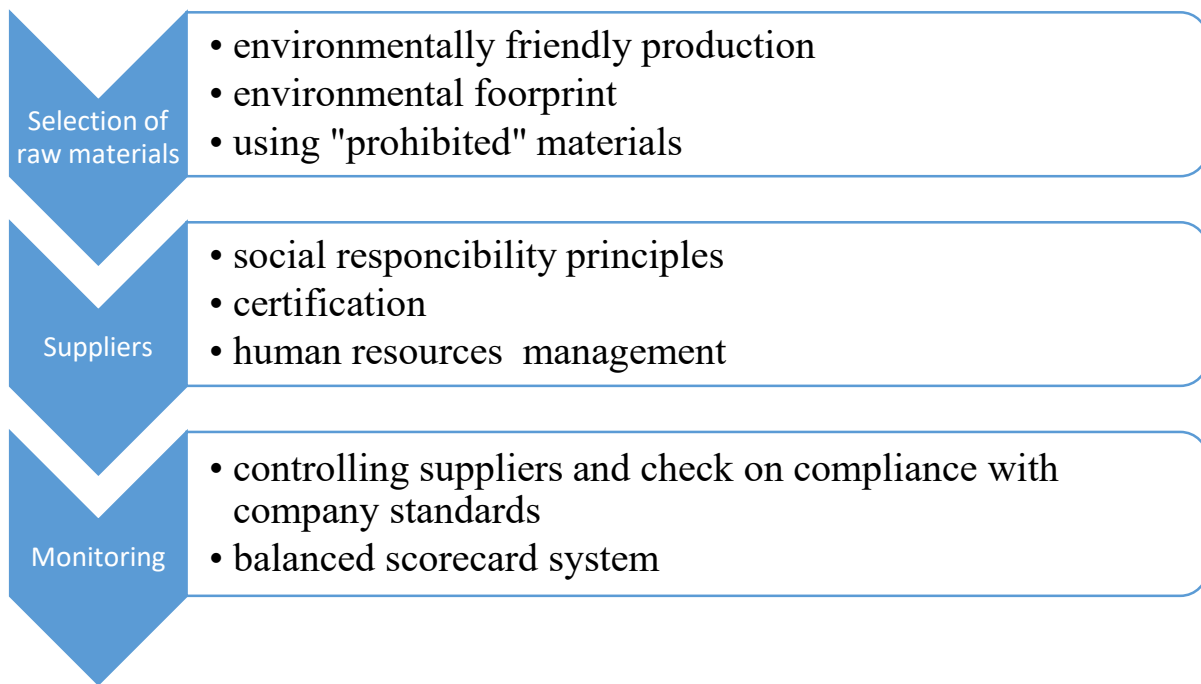 Selection of
raw materials
• environmentally friendly production
• environmental foorprint
• using "prohibited" materials
Suppliers
• social responcibility principles
• certification
• human resources  management
Monitoring
• controlling suppliers and check on compliance with
company standards
• balanced scorecard system